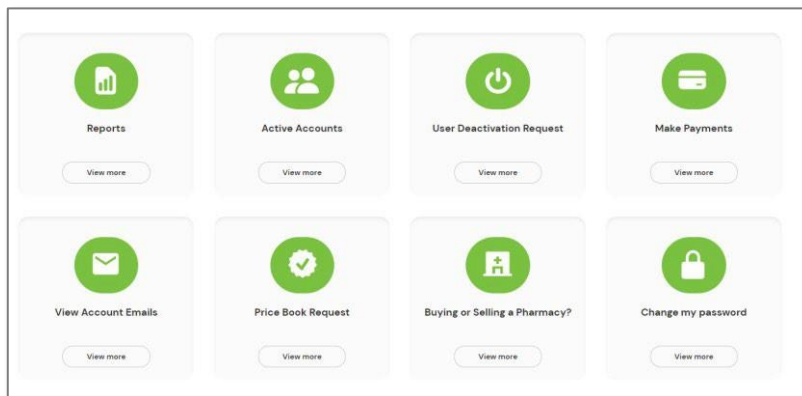 Reports
Active Accounts
User Deactivation Request
Make Payments
View more
View more
View more
View more
View Account Emails
Price Book Request
Buying or Selling a Pharmacy?
Change my password
View more
View more
View more
View more